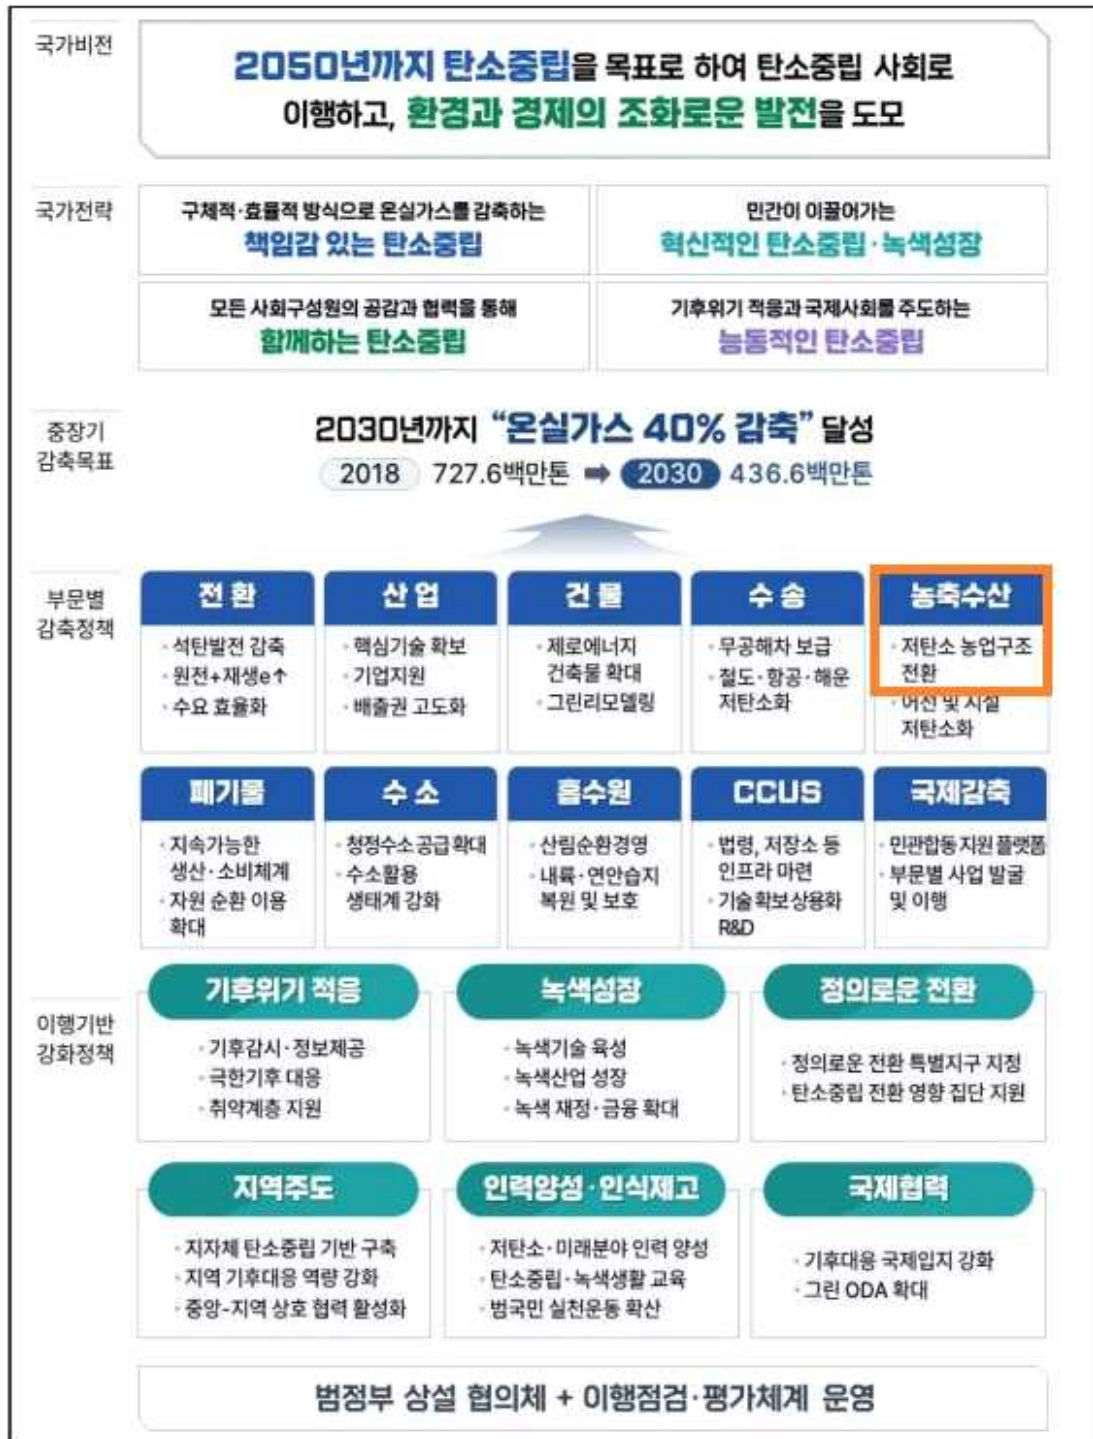 국가비전
2050년까지 탄소중립을 목표로 하여 탄소중립 사회로
이행하고, 환경과 경제의 조화로운 발전을 도모
국가전략
구체적·효율적 방식으로 온실가스를 감축하는
책임감 있는 탄소중립
민간이 이끌어가는
혁신적인 탄소중립·녹색성장
모든 사회구성원의 공감과 협력을 통해
함께하는 탄소중립
기후위기 적응과 국제사회를 주도하는
능동적인 탄소중립
중장기
감축목표
2030년까지 “온실가스 40% 감축” 달성
2018 727.6백만톤 ➡ 2030 436.6백만톤
부문별
감축정책
전 환
· 석탄발전 감축
· 원전+재생e↑
· 수요 효율화
산 업
· 핵심기술 확보
· 기업지원
· 배출권 고도화
건 물
· 제로에너지
건축물 확대
· 그린리모델링
수 송
· 무공해차 보급
· 철도·항공·해운
저탄소화
농축수산
· 저탄소 농업구조
전환
· 어선 및 시설
저탄소화
폐기물
· 지속가능한
생산·소비체계
· 자원 순환 이용
확대
수 소
· 청정수소 공급 확대
· 수소활용
생태계 강화
흡수원
· 산림순환경영
· 내륙·연안습지
복원 및 보호
CCUS
· 법령, 저장소 등
인프라 마련
· 기술 확보 상용화
R&D
국제감축
· 민관합동 지원 플랫폼
· 부문별 사업 발굴
및 이행
이행기반
강화정책
기후위기 적응
· 기후감시·정보제공
· 극한기후 대응
· 취약계층 지원
녹색성장
· 녹색기술 육성
· 녹색산업 성장
· 녹색 재정·금융 확대
정의로운 전환
· 정의로운 전환 특별지구 지정
· 탄소중립 전환 영향 집단 지원
지역주도
· 지자체 탄소중립 기반 구축
· 지역 기후대응 역량 강화
· 중앙-지역 상호 협력 활성화
인력양성·인식제고
· 저탄소·미래분야 인력 양성
· 탄소중립·녹색생활 교육
· 범국민 실천운동 확산
국제협력
· 기후대응 국제입지 강화
· 그린 ODA 확대
범정부 상설 협의체 + 이행점검·평가체계 운영